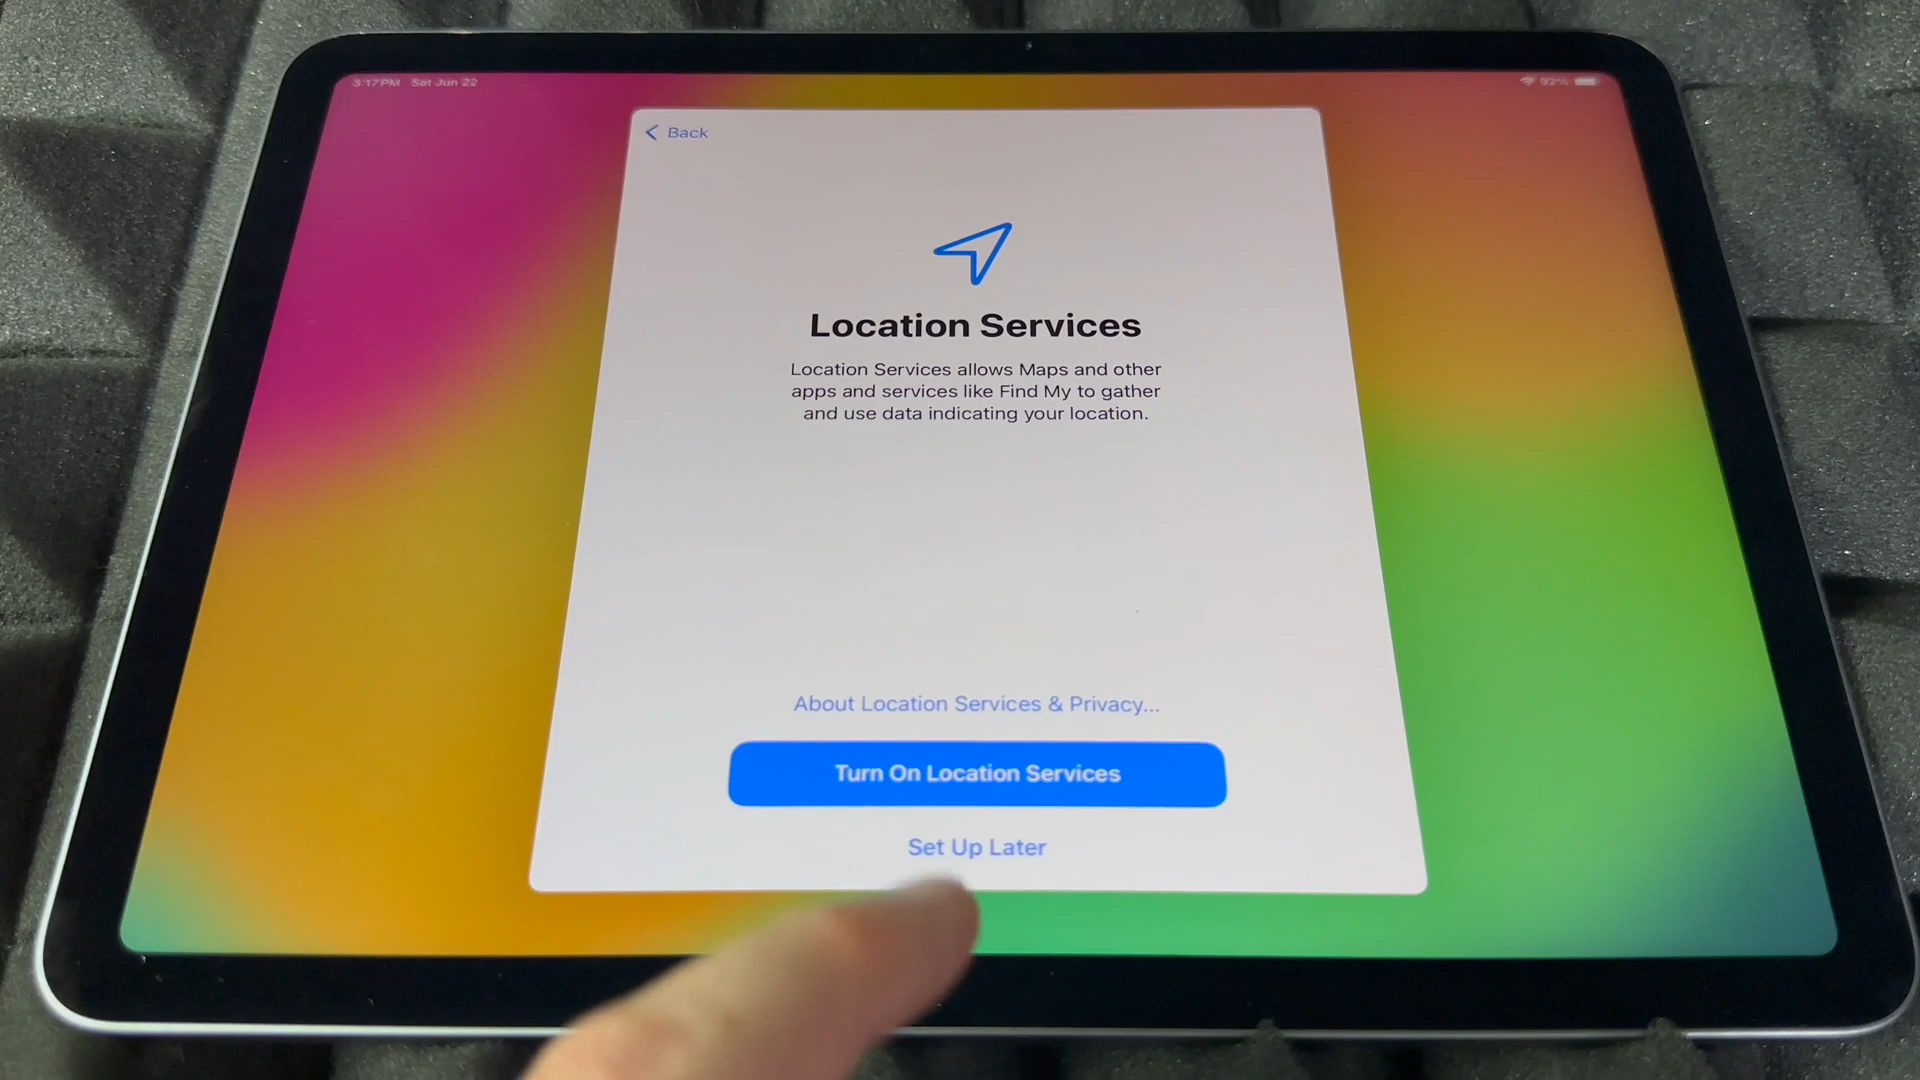 3:17 PM Sat Jun 22
92%
Back
Location Services
Location Services allows Maps and other
apps and services like Find My to gather
and use data indicating your location.
About Location Services & Privacy...
Turn On Location Services
Set Up Later